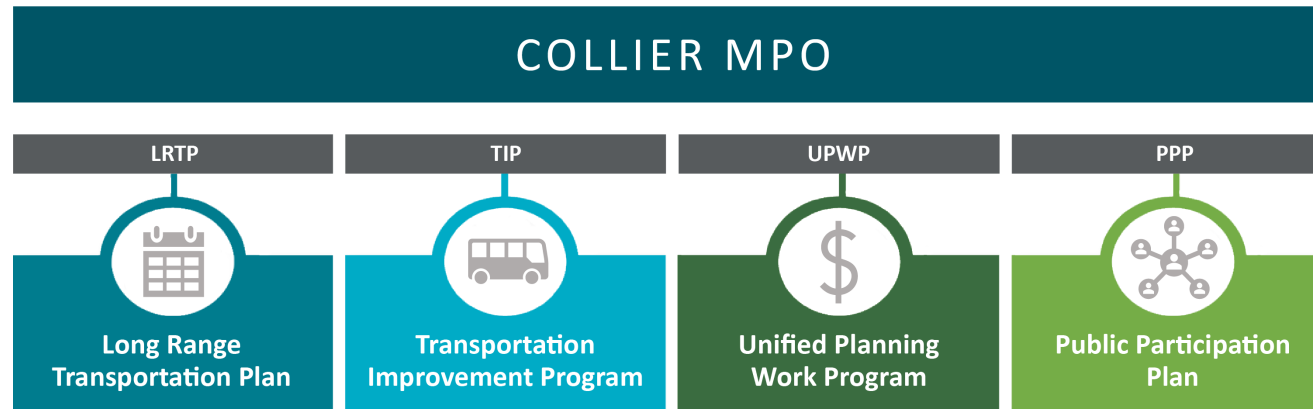 COLLIER MPO
LRTP
TIP
UPWP
PPP
Long Range
Transportation Plan
Transportation
Improvement Program
Unified Planning
Work Program
Public Participation
Plan